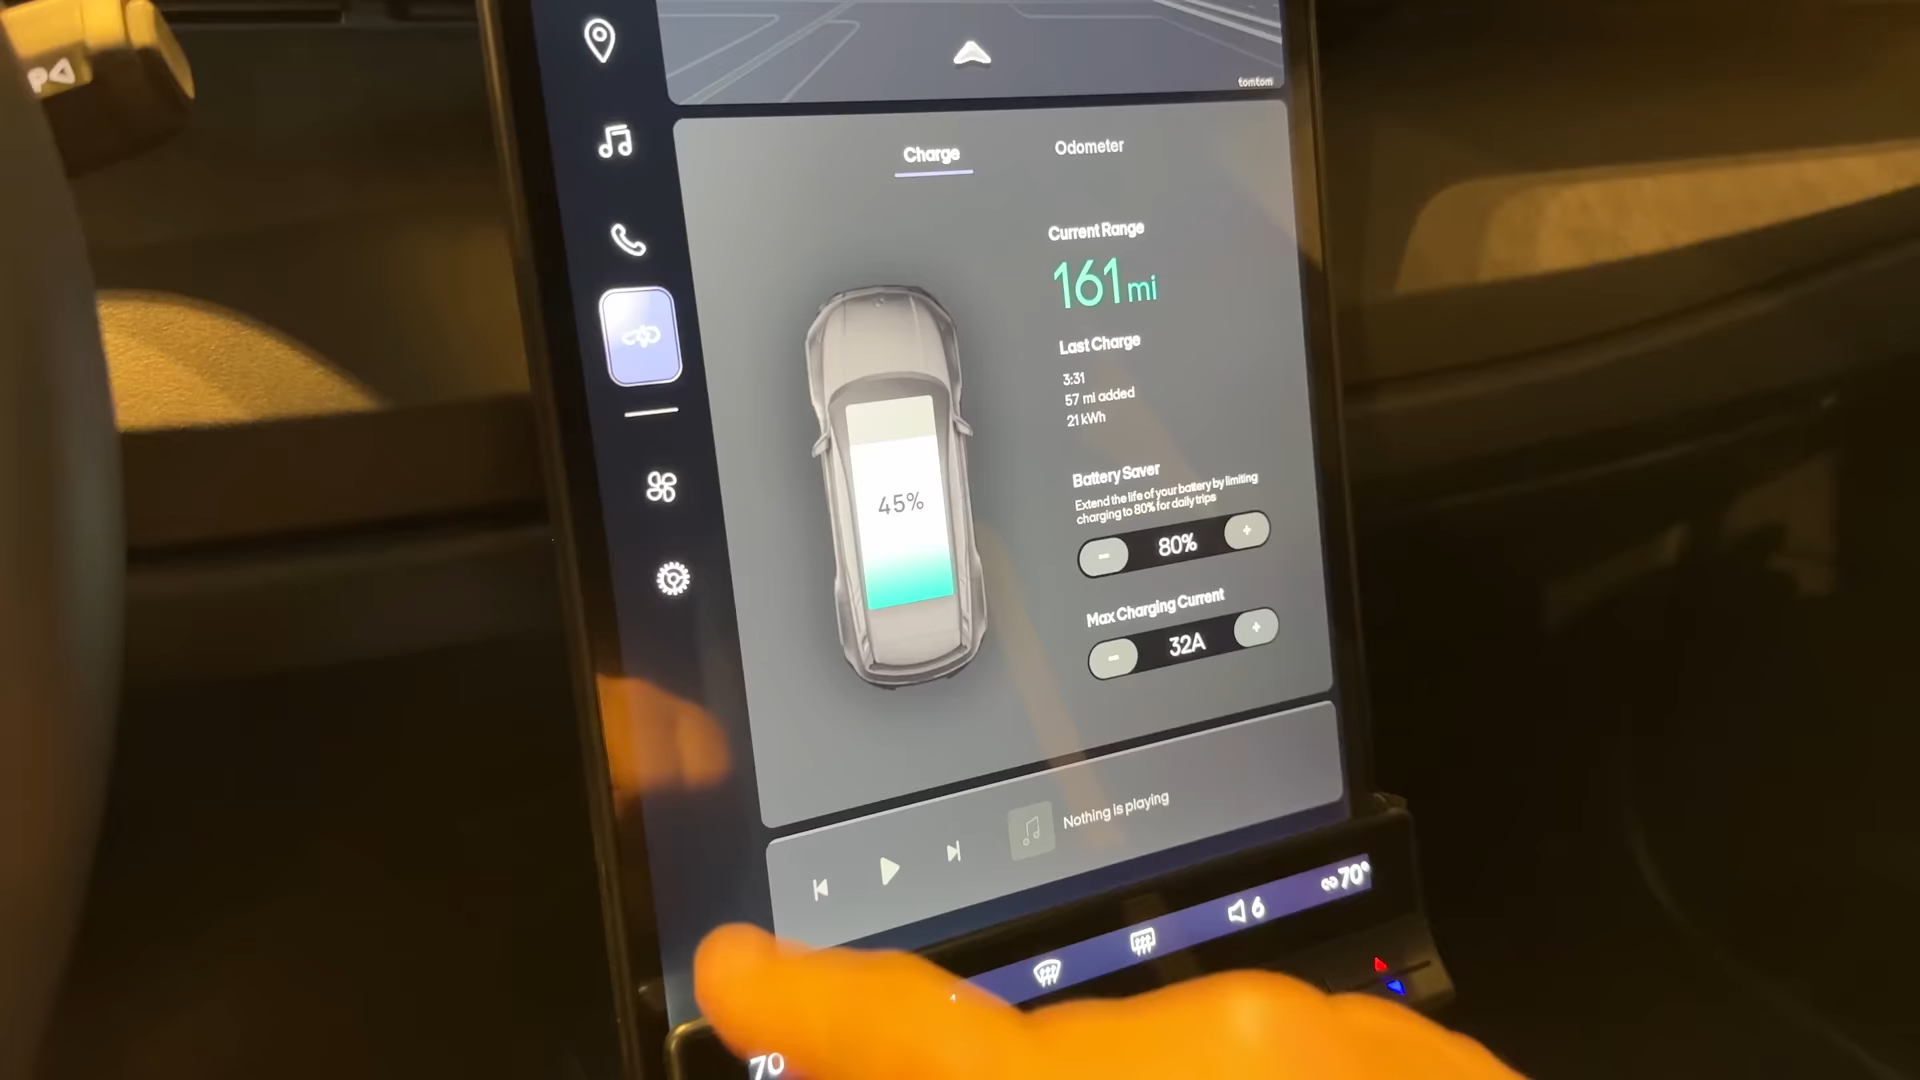 P
tomtom
Charge
Odometer
Current Range
161 mi
Last Charge
3:31
57 mi added
21 kWh
Battery Saver
Extend the life of your battery by limiting
charging to 80% for daily trips
- 80% +
45%
Max Charging Current
- 32A +
Nothing is playing
6
70°
70